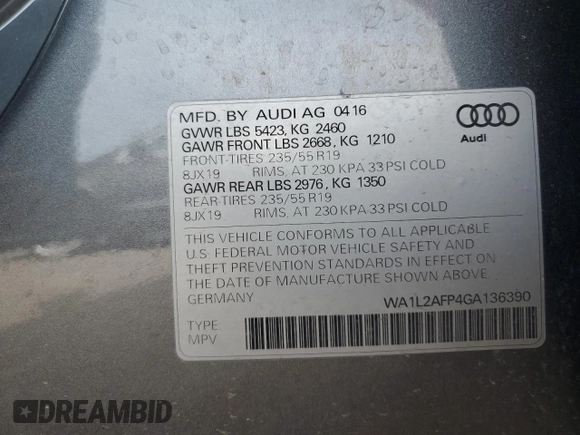 MFD. BY AUDI AG 0416
GVWR LBS 5423, KG 2460
GAWR FRONT LBS 2668, KG 1210
FRONT-TIRES 235/55 R19
8JX19 RIMS, AT 230 KPA 33 PSI COLD
GAWR REAR LBS 2976, KG 1350
REAR-TIRES 235/55 R19
8JX19 RIMS, AT 230 KPA 33 PSI COLD
Audi
THIS VEHICLE CONFORMS TO ALL APPLICABLE
U.S. FEDERAL MOTOR VEHICLE SAFETY AND
THEFT PREVENTION STANDARDS IN EFFECT ON
THE DATE OF MANUFACTURE SHOWN ABOVE.
GERMANY WA1L2AFP4GA136390
TYPE
MPV
DREAMBID